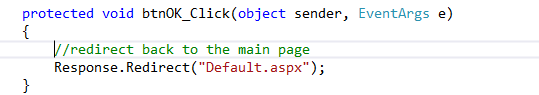 protected void btnOK_Click(object sender, EventArgs e)
{
//redirect back to the main page
Response.Redirect("Default.aspx");
}